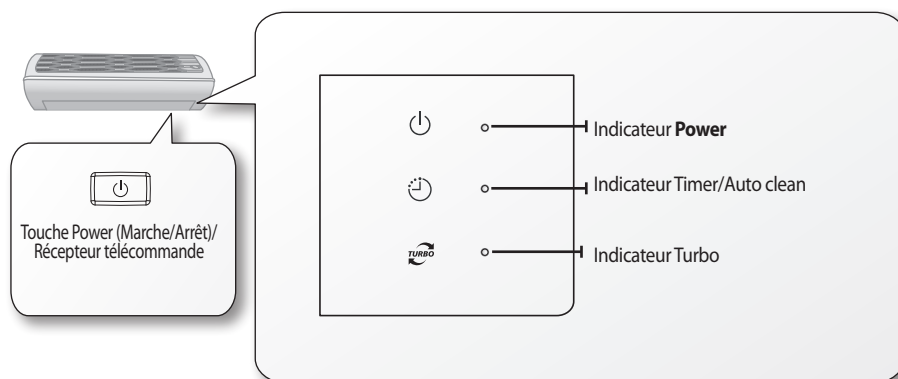 Indicateur Power
Indicateur Timer/Auto clean
TURBO
Indicateur Turbo
Touche Power (Marche/Arrêt)/
Récepteur télécommande